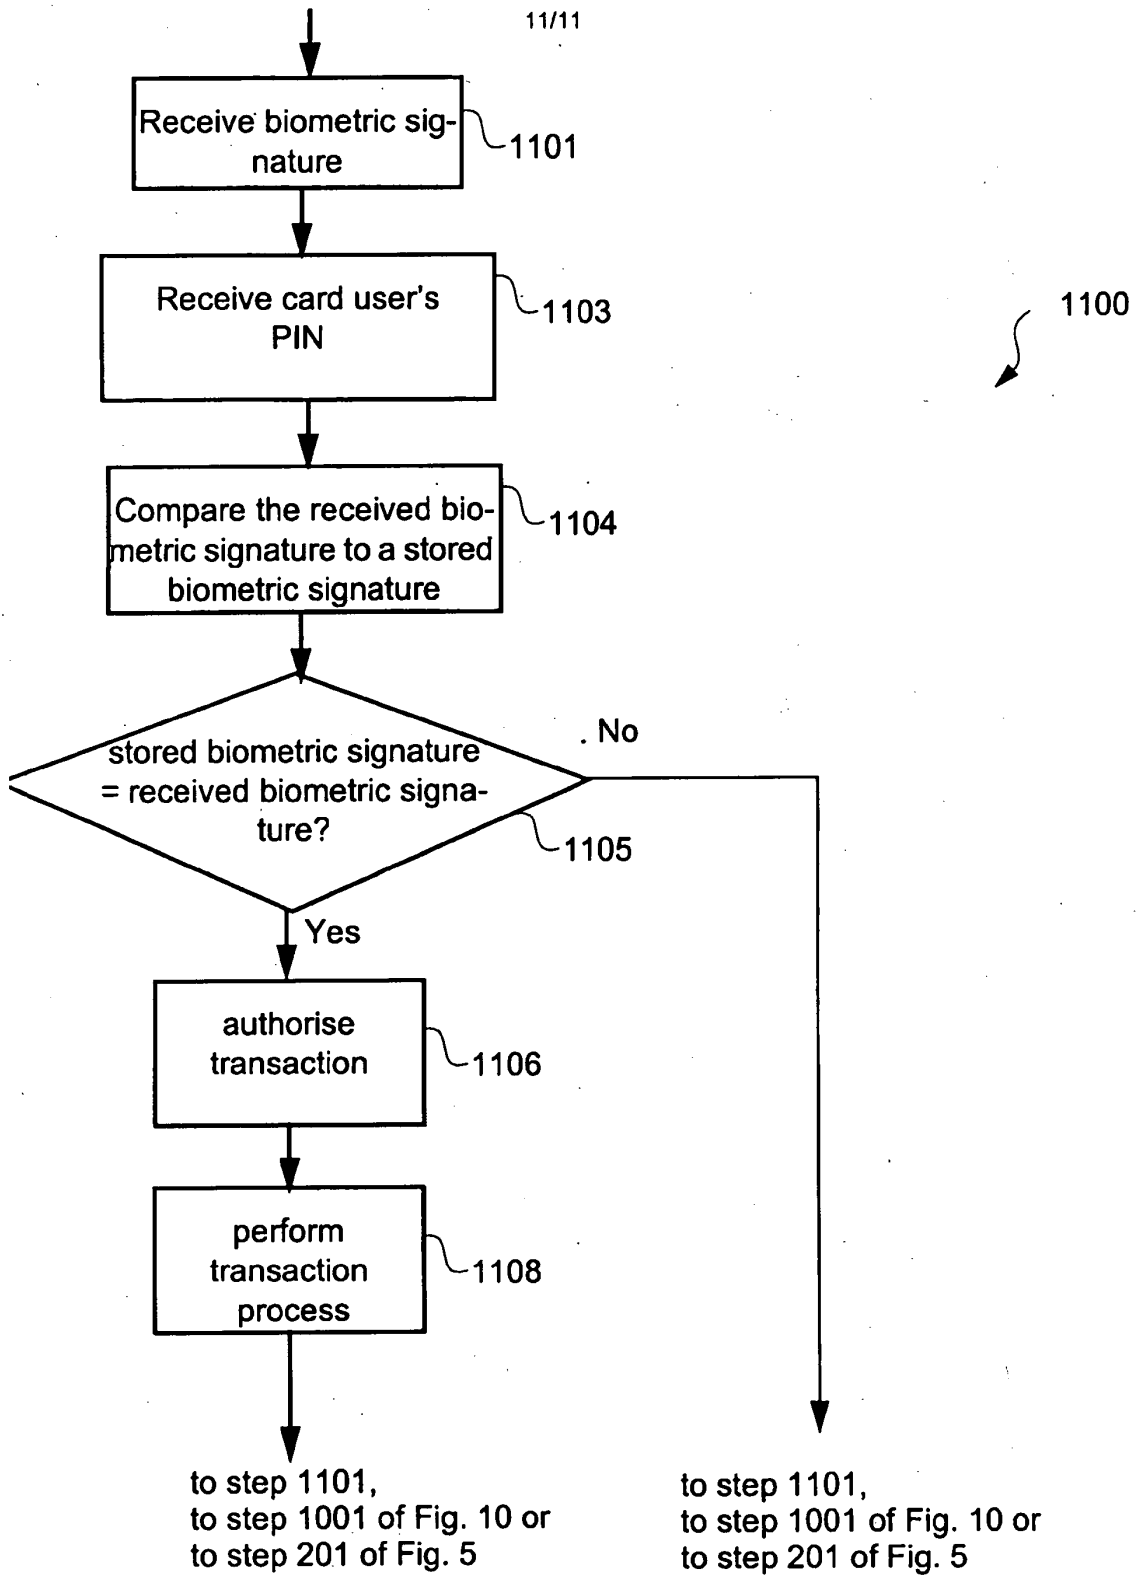 11/11
Receive biometric sig-
nature
1101
Receive card user's
PIN
1103
1100
Compare the received bio-
metric signature to a stored
biometric signature
1104
stored biometric signature
= received biometric signa-
ture?
1105
No
Yes
authorise
transaction
1106
perform
transaction
process
1108
to step 1101,
to step 1001 of Fig. 10 or
to step 201 of Fig. 5
to step 1101,
to step 1001 of Fig. 10 or
to step 201 of Fig. 5